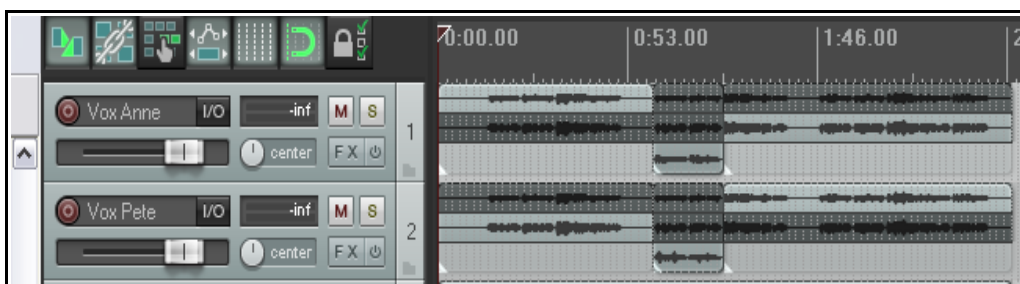 0:00.00 0:53.00 1:46.00 2
Vox Anne I/O -inf M S 1
center FX
Vox Pete I/O -inf M S 2
center FX